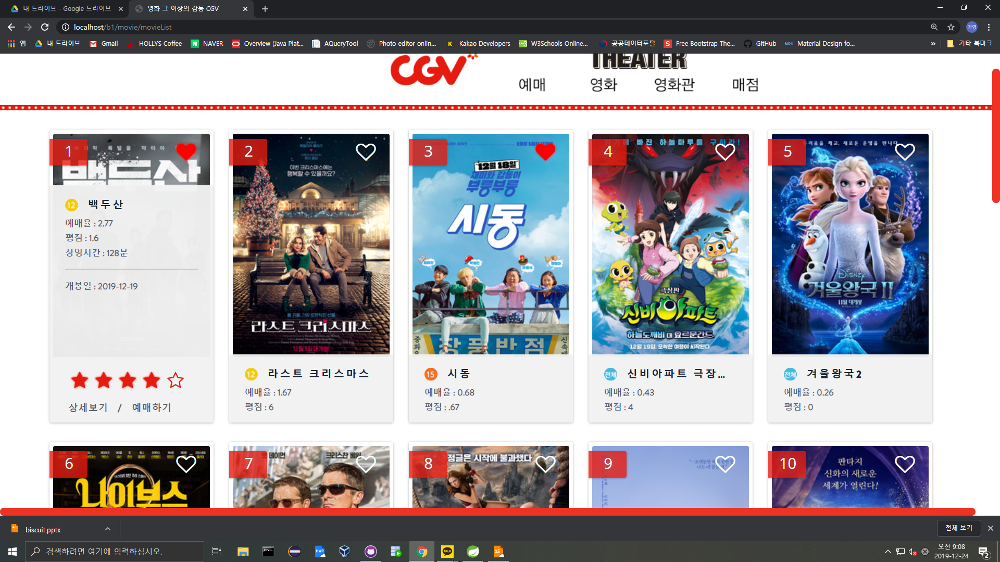 내 드라이브 - Google 드라이브
영화 그 이상의 감동 CGV
localhost/b1/movie/movieList
가영
앱
내 드라이브
Gmail
HOLLYS Coffee
NAVER
Overview (Java Plat...
AQueryTool
Photo editor onlin...
Kakao Developers
W3Schools Online...
공공데이터포털
Free Bootstrap The...
GitHub
Material Design fo...
»
기타 북마크
CGV
THEATER
예매
영화
영화관
매점
1
백두산
12 백두산
예매율 : 2.77
평점 : 1.6
상영시간 : 128분
개봉일 : 2019-12-19
상세보기 / 예매하기
2
이번 크리스마스에는
행복할 수 있을까요?
라스트 크리스마스
12월 5일 대개봉
12 라스트 크리스마스
예매율 : 1.67
평점 : 6
3
12월 18일
시동
장풍반점
15 시동
예매율 : 0.68
평점 : .67
4
위기에 빠진 하늘마루를 구하라!
극장판
신비아파트
하늘도깨비 대 요르문간드
12월 19일, 오싹한 여행이 시작된다
전체 신비아파트 극장...
예매율 : 0.43
평점 : 4
5
두려움을 깨고, 새로운 운명을 만나다
Disney
겨울왕국 II
11월 대개봉
전체 겨울왕국2
예매율 : 0.26
평점 : 0
6
나이브스
7
맷 데이먼
크리스찬 베일
8
정글은 시작에 불과했다
9
10
판타지
신화의 새로운
세계가 열린다!
biscuit.pptx
전체 보기
검색하려면 여기에 입력하십시오.
HWP
TALK
오전 9:08
2019-12-24
2